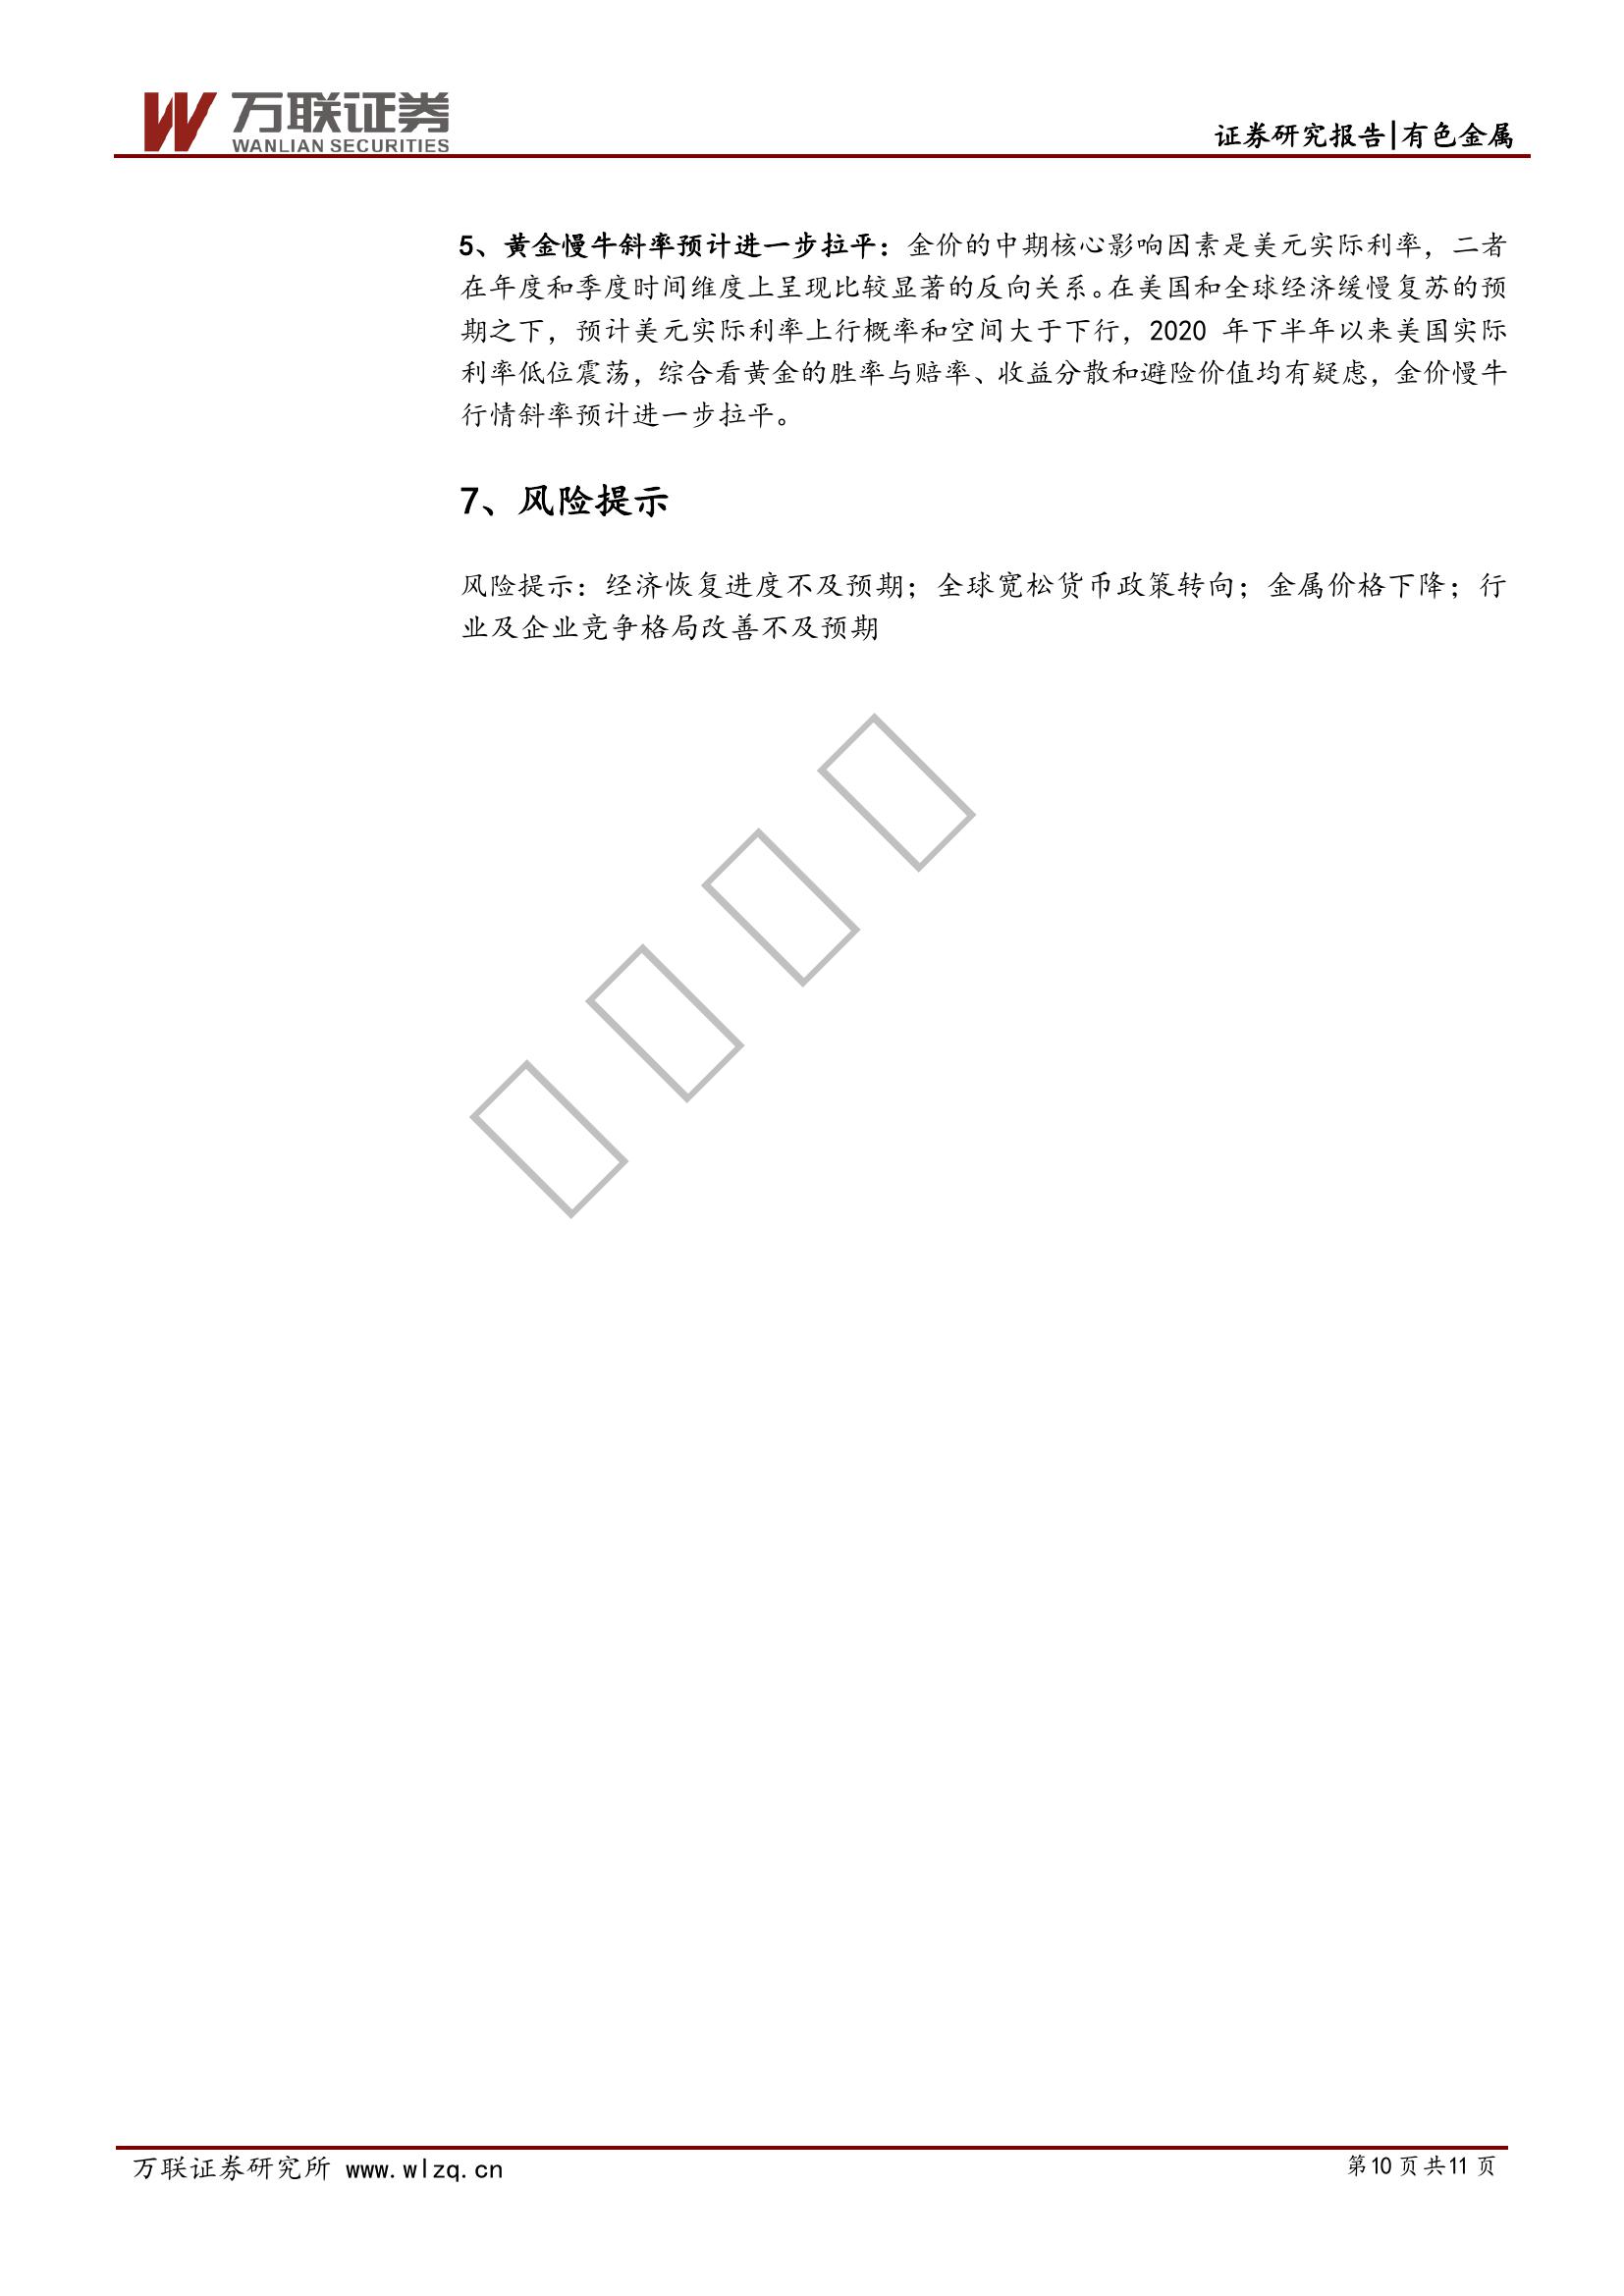 万联证券
WANLIAN SECURITIES
证券研究报告|有色金属
5、黄金慢牛斜率预计进一步拉平：金价的中期核心影响因素是美元实际利率，二者
在年度和季度时间维度上呈现比较显著的反向关系。在美国和全球经济缓慢复苏的预
期之下，预计美元实际利率上行概率和空间大于下行，2020 年下半年以来美国实际
利率低位震荡，综合看黄金的胜率与赔率、收益分散和避险价值均有疑虑，金价慢牛
行情斜率预计进一步拉平。
7、风险提示
风险提示：经济恢复进度不及预期；全球宽松货币政策转向；金属价格下降；行
业及企业竞争格局改善不及预期
万联证券研究所 www.wlzq.cn
第10 页 共11 页